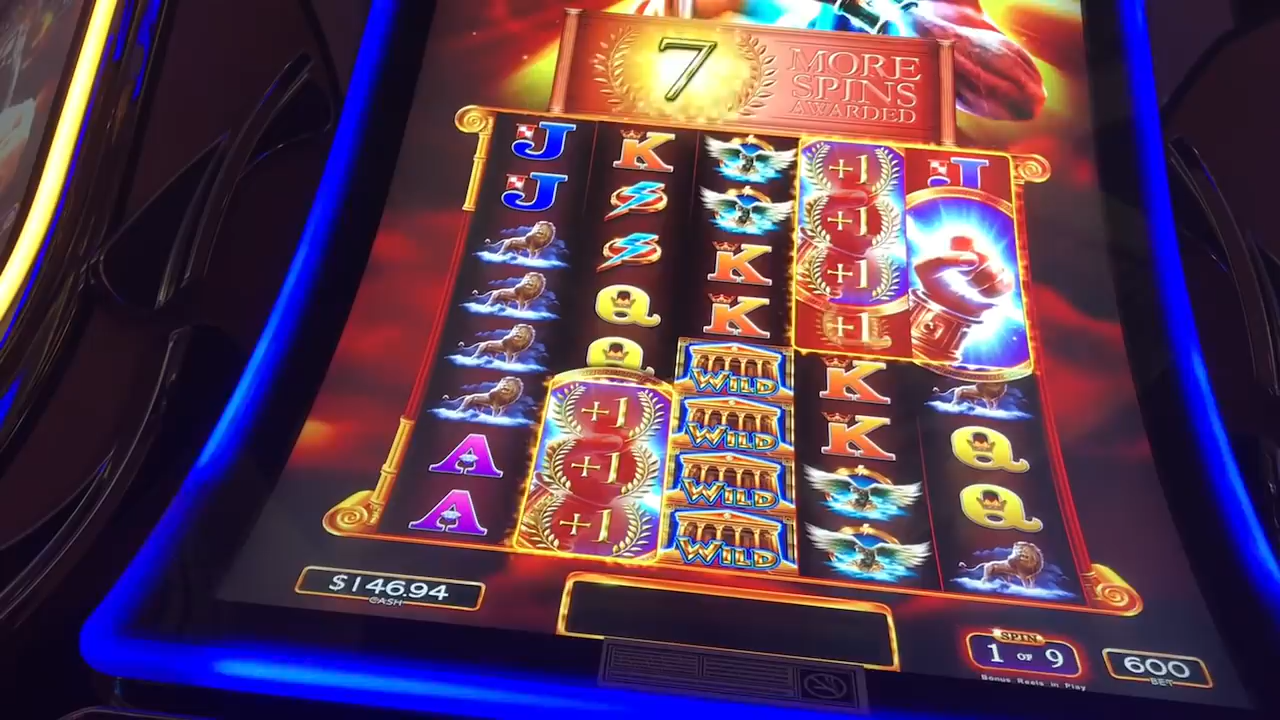 7
MORE
SPINS
AWARDED
J
K
+1
J
J
+1
K
+1
Q
K
+1
Q
WILD
K
+1
WILD
K
Q
A
+1
WILD
Q
A
+1
WILD
$146.94
CASH
SPIN
1 OF 9
Bonus Reels in Play
600
BET